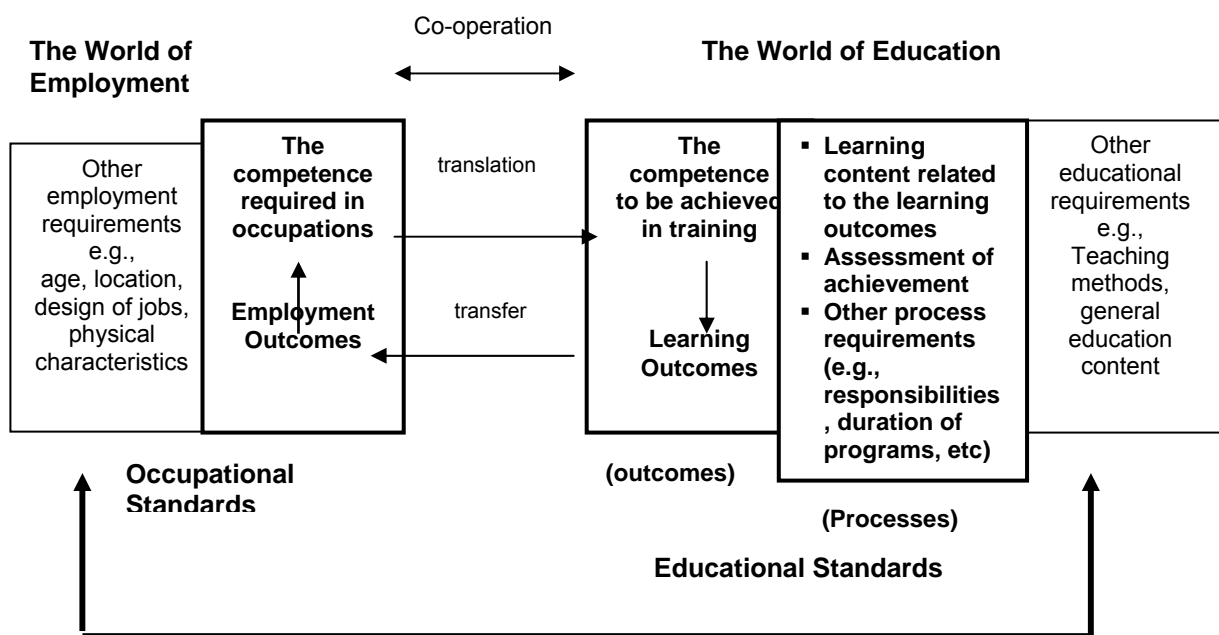 Co-operation
The World of
Employment
The World of Education
Other
employment
requirements
e.g.,
age, location,
design of jobs,
physical
characteristics
The
competence
required in
occupations
Employment
Outcomes
translation
transfer
The
competence
to be achieved
in training
Learning
Outcomes
▪ Learning
content related
to the learning
outcomes
▪ Assessment of
achievement
▪ Other process
requirements
(e.g.,
responsibilities
, duration of
programs, etc)
Other
educational
requirements
e.g.,
Teaching
methods,
general
education
content
Occupational
Standards
(outcomes)
(Processes)
Educational Standards